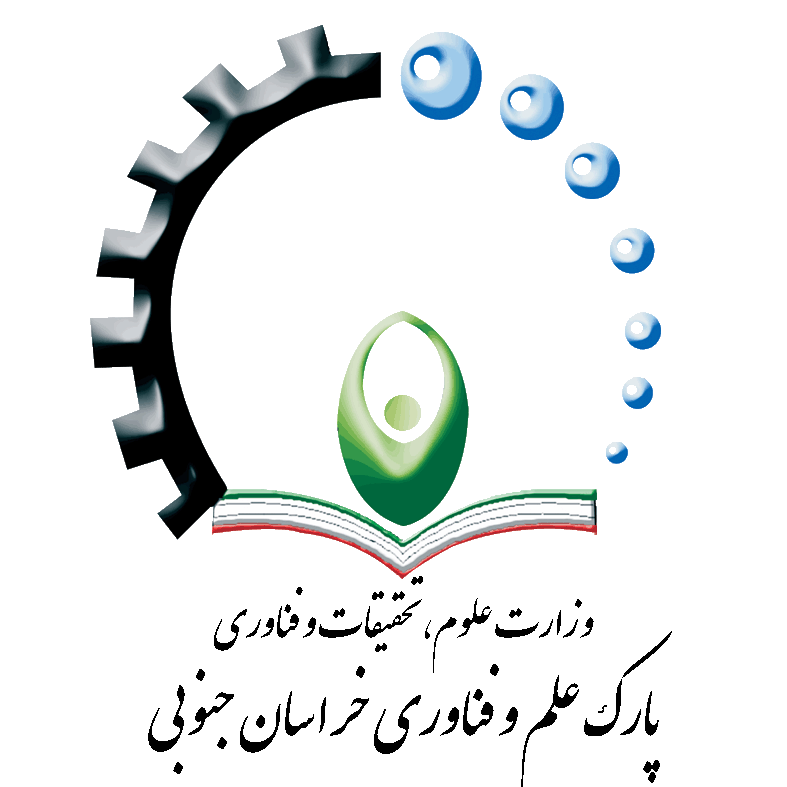 وزارت علوم، تحقیقات و فناوری
پارک علم و فناوری خراسان جنوبی